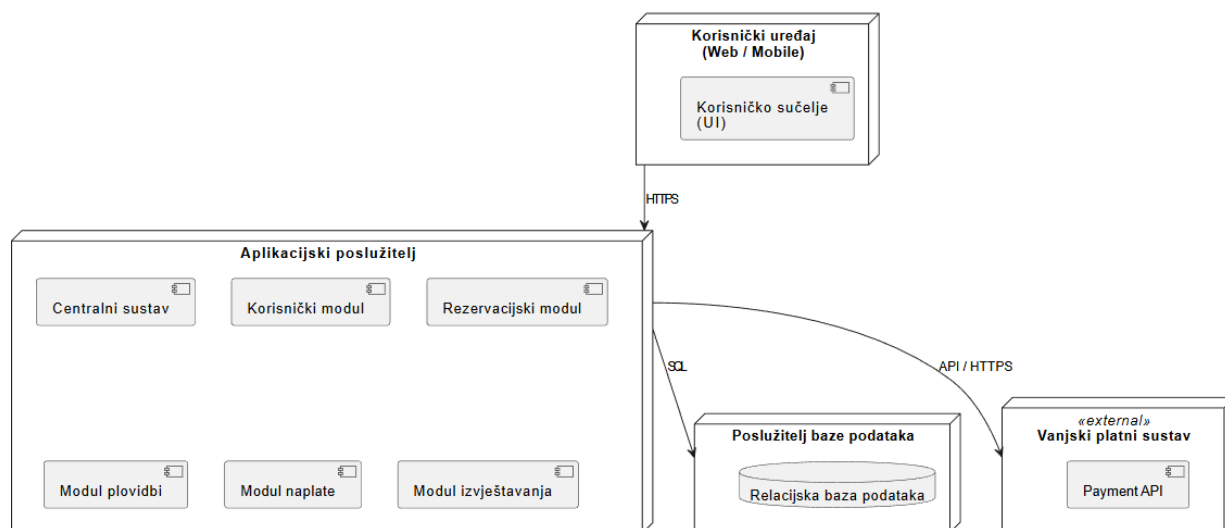 Korisnički uređaj
(Web / Mobile)
Korisničko sučelje
(UI)
HTTPS
Aplikacijski poslužitelj
Centralni sustav
Korisnički modul
Rezervacijski modul
SQL
API / HTTPS
Poslužitelj baze podataka
«external»
Vanjski platni sustav
Modul plovidbi
Modul naplate
Modul izvještavanja
Relacijska baza podataka
Payment API